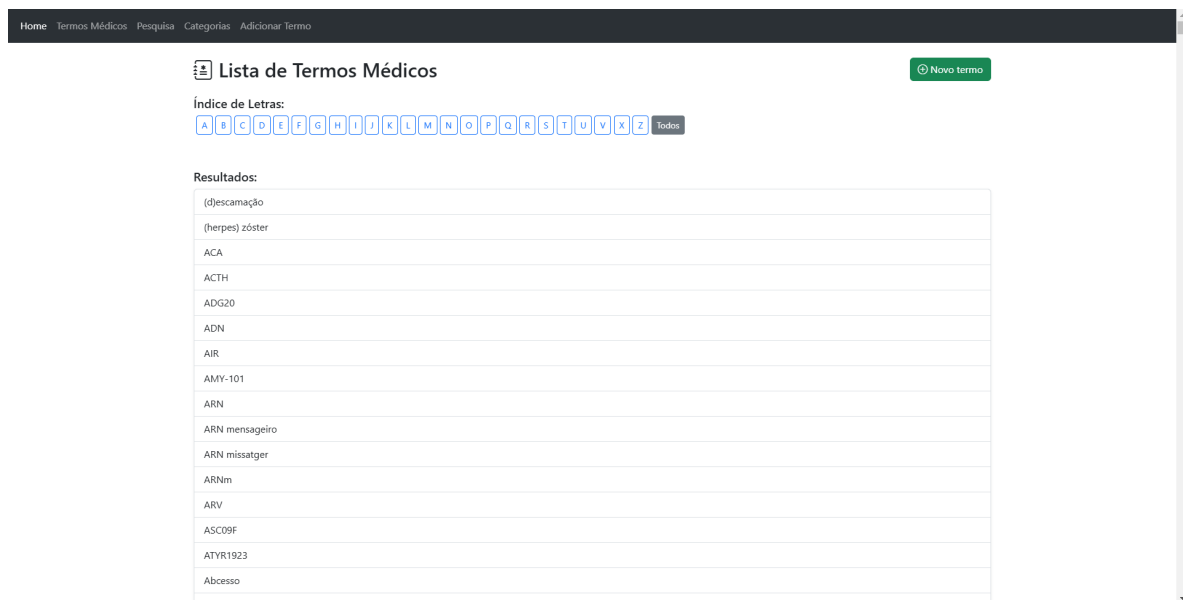 Home Termos Médicos Pesquisa Categorias Adicionar Termo
Lista de Termos Médicos
Novo termo
Índice de Letras:
A B C D E F G H I J K L M N O P Q R S T U V X Z Todos
Resultados:
(d)escamação
(herpes) zóster
ACA
ACTH
ADG20
ADN
AIR
AMY-101
ARN
ARN mensageiro
ARN missatger
ARNm
ARV
ASC09F
ATYR1923
Abcesso